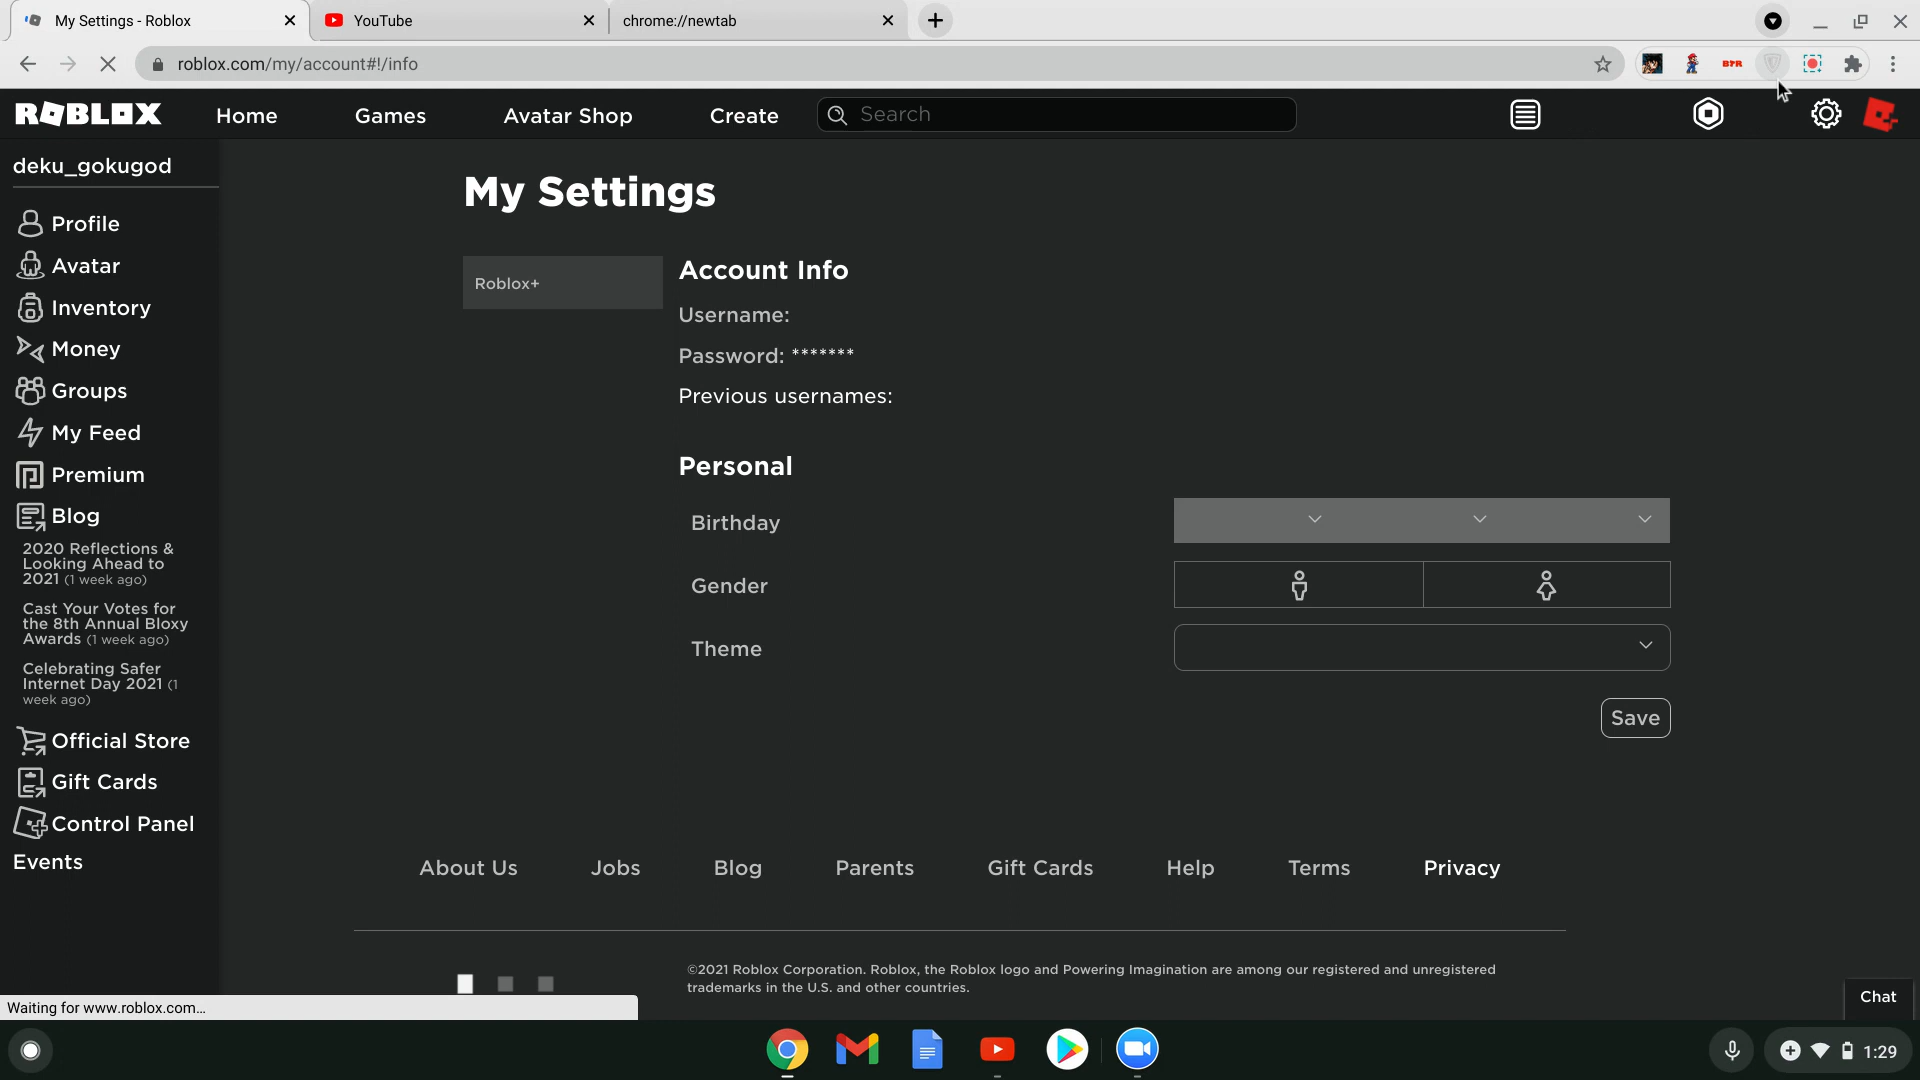 My Settings - Roblox
YouTube
chrome://newtab
roblox.com/my/account#!/info
BTR
ROBLOX
Home
Games
Avatar Shop
Create
Search
deku_gokugod
Profile
Avatar
Inventory
Money
Groups
My Feed
Premium
Blog
2020 Reflections &
Looking Ahead to
2021 (1 week ago)
Cast Your Votes for
the 8th Annual Bloxy
Awards (1 week ago)
Celebrating Safer
Internet Day 2021 (1
week ago)
Official Store
Gift Cards
Control Panel
Events
My Settings
Roblox+
Account Info
Username:
Password: *******
Previous usernames:
Personal
Birthday
Gender
Theme
Save
About Us
Jobs
Blog
Parents
Gift Cards
Help
Terms
Privacy
©2021 Roblox Corporation. Roblox, the Roblox logo and Powering Imagination are among our registered and unregistered
trademarks in the U.S. and other countries.
Chat
Waiting for www.roblox.com...
1:29